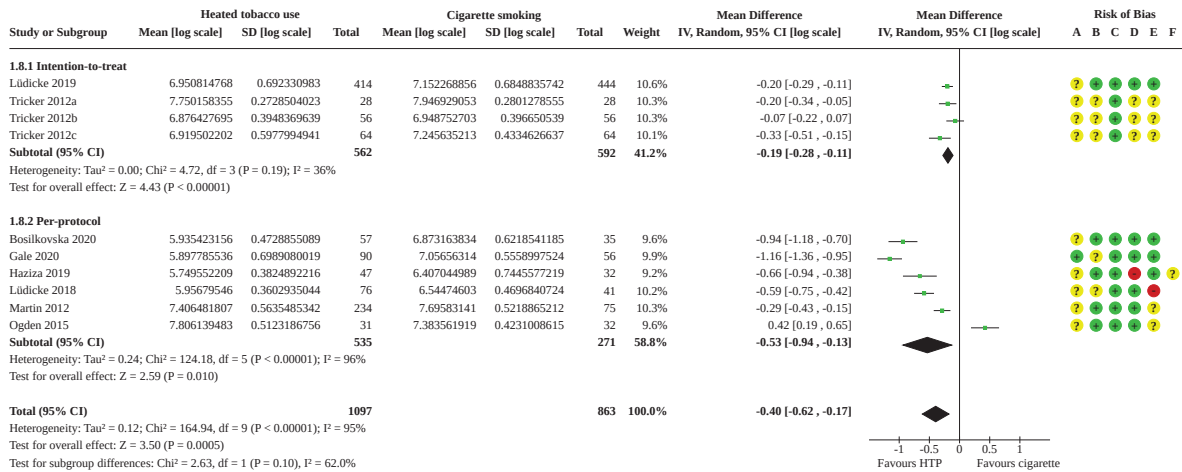 Heated tobacco use Cigarette smoking Mean Difference Mean Difference Risk of Bias
Study or Subgroup Mean [log scale] SD [log scale] Total Mean [log scale] SD [log scale] Total Weight IV, Random, 95% CI [log scale] IV, Random, 95% CI [log scale] A B C D E F
1.8.1 Intention-to-treat
Lüdicke 2019 6.950814768 0.692330983 414 7.152268856 0.6848835742 444 10.6% -0.20 [-0.29 , -0.11] ? + + + +
Tricker 2012a 7.750158355 0.2728504023 28 7.946929053 0.2801278555 28 10.3% -0.20 [-0.34 , -0.05] ? ? + ? ?
Tricker 2012b 6.876427695 0.3948369639 56 6.948752703 0.396650539 56 10.3% -0.07 [-0.22 , 0.07] ? ? + ? ?
Tricker 2012c 6.919502202 0.5977994941 64 7.245635213 0.4334626637 64 10.1% -0.33 [-0.51 , -0.15] ? ? + ? ?
Subtotal (95% CI) 562 592 41.2% -0.19 [-0.28 , -0.11]
Heterogeneity: Tau² = 0.00; Chi² = 4.72, df = 3 (P = 0.19); I² = 36%
Test for overall effect: Z = 4.43 (P < 0.00001)
1.8.2 Per-protocol
Bosilkovska 2020 5.935423156 0.4728855089 57 6.873163834 0.6218541185 35 9.6% -0.94 [-1.18 , -0.70] ? + + + +
Gale 2020 5.897785536 0.6989080019 90 7.05656314 0.5558997524 56 9.8% -1.16 [-1.36 , -0.95] + ? + + +
Haziza 2019 5.749552209 0.3824892216 47 6.407044989 0.7445577219 32 9.2% -0.66 [-0.94 , -0.38] ? + + - + ?
Lüdicke 2018 5.95679546 0.3602935044 76 6.54474603 0.4893840734 41 10.2% -0.59 [-0.75 , -0.42] ? ? + + -
Martin 2012 7.406481807 0.5635485342 234 7.69583141 0.5218865212 75 10.3% -0.29 [-0.43 , -0.15] ? + + + ?
Ogden 2015 7.806139483 0.5123186756 31 7.383561919 0.4231008615 32 9.6% 0.42 [0.19 , 0.65] ? + + + ?
Subtotal (95% CI) 535 271 58.8% -0.53 [-0.94 , -0.13]
Heterogeneity: Tau² = 0.24; Chi² = 124.18, df = 5 (P < 0.00001); I² = 96%
Test for overall effect: Z = 2.59 (P = 0.010)
Total (95% CI) 1097 863 100.0% -0.40 [-0.62 , -0.17]
Heterogeneity: Tau² = 0.12; Chi² = 164.94, df = 9 (P < 0.00001); I² = 95%
Test for overall effect: Z = 3.50 (P = 0.0005) -1 -0.5 0 0.5 1
Test for subgroup differences: Chi² = 2.63, df = 1 (P = 0.10), I² = 62.0% Favours HTP Favours cigarette